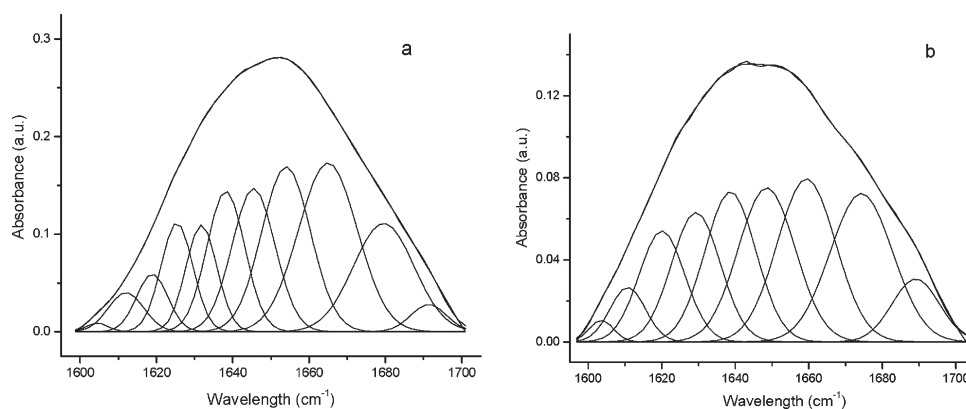 a
0.3
0.2
0.1
0.0
Absorbance (a.u.)
1600 1620 1640 1660 1680 1700
Wavelength (cm⁻¹)
b
0.12
0.08
0.04
0.00
Absorbance (a.u.)
1600 1620 1640 1660 1680 1700
Wavelength (cm⁻¹)